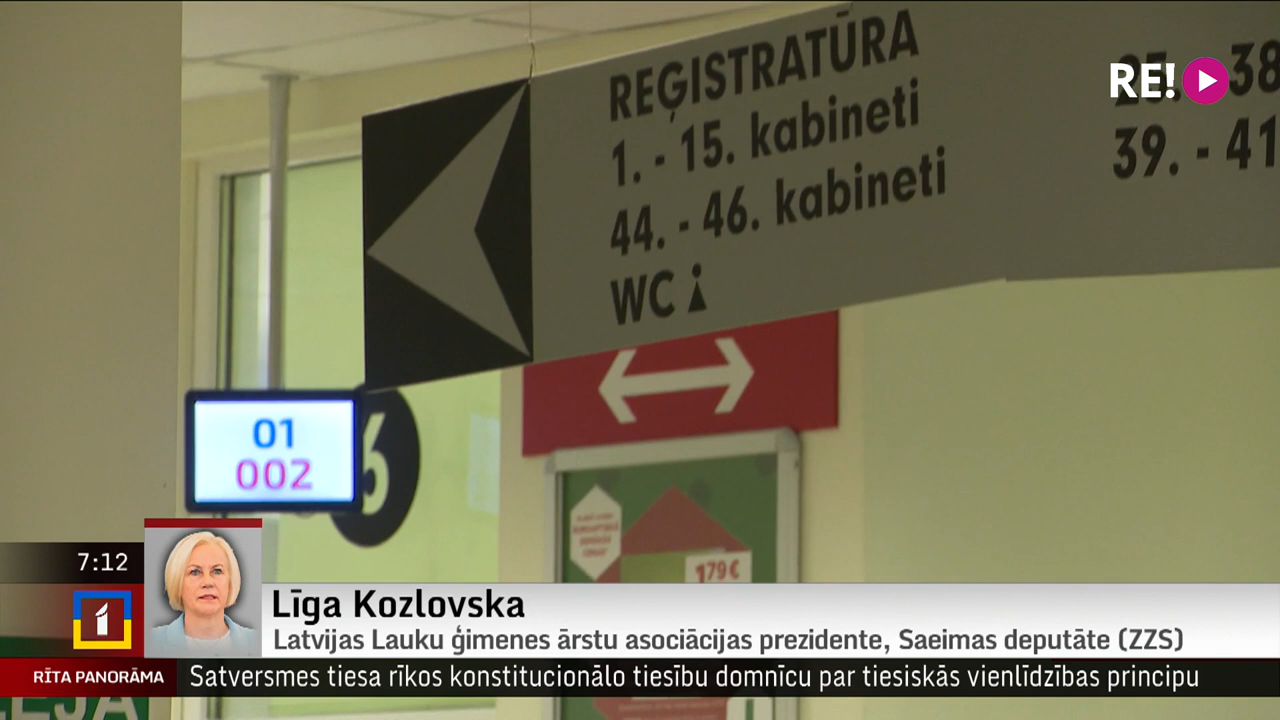 REĢISTRATŪRA
1. - 15. kabineti
44. - 46. kabineti
WC
38
39. - 41
RE!
01
002
6
179 €
7:12
1
Līga Kozlovska
Latvijas Lauku ģimenes ārstu asociācijas prezidente, Saeimas deputāte (ZZS)
RĪTA PANORĀMA
Satversmes tiesa rīkos konstitucionālo tiesību domnīcu par tiesiskās vienlīdzības principu